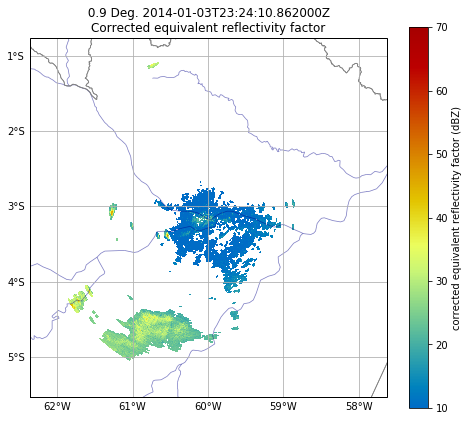 0.9 Deg. 2014-01-03T23:24:10.862000Z
Corrected equivalent reflectivity factor
1°S
2°S
3°S
4°S
5°S
62°W
61°W
60°W
59°W
58°W
70
60
50
40
30
20
10
corrected equivalent reflectivity factor (dBZ)